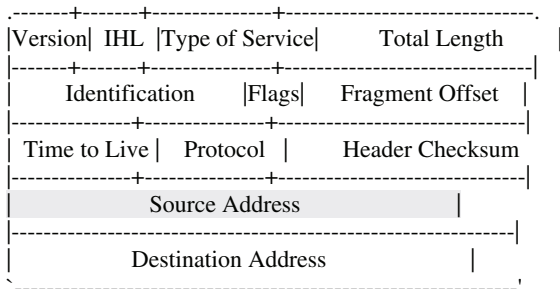 .-------+-------+---------------+-------------------------------.
|Version| IHL |Type of Service| Total Length |
|-------+-------+---------------+-------------------------------|
| Identification |Flags| Fragment Offset |
|---------------+---------------+-------------------------------|
| Time to Live | Protocol | Header Checksum
|---------------+---------------+-------------------------------|
| Source Address |
|---------------------------------------------------------------|
| Destination Address |
`---------------------------------------------------------------'